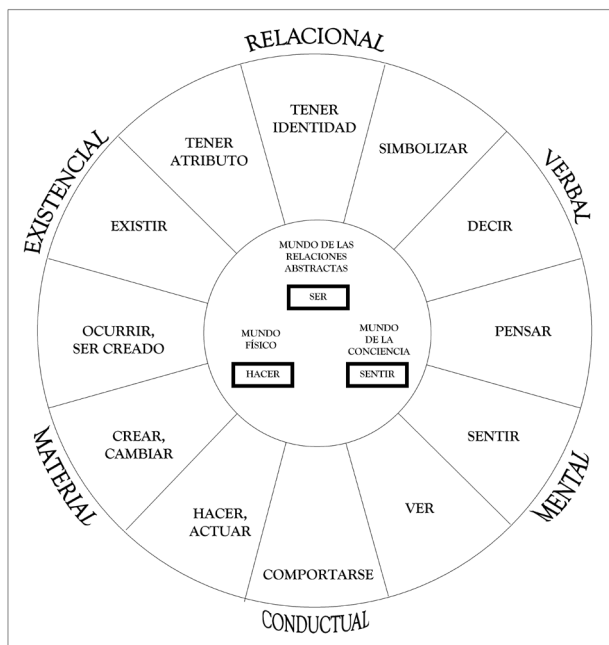 RELACIONAL
TENER
IDENTIDAD
TENER
ATRIBUTO
SIMBOLIZAR
EXISTENCIAL
VERBAL
EXISTIR
DECIR
MUNDO DE LAS
RELACIONES
ABSTRACTAS
SER
OCURRIR,
SER CREADO
PENSAR
MUNDO
FÍSICO
HACER
MUNDO
DE LA
CONCIENCIA
SENTIR
CREAR,
CAMBIAR
SENTIR
MATERIAL
MENTAL
HACER,
ACTUAR
VER
COMPORTARSE
CONDUCTUAL